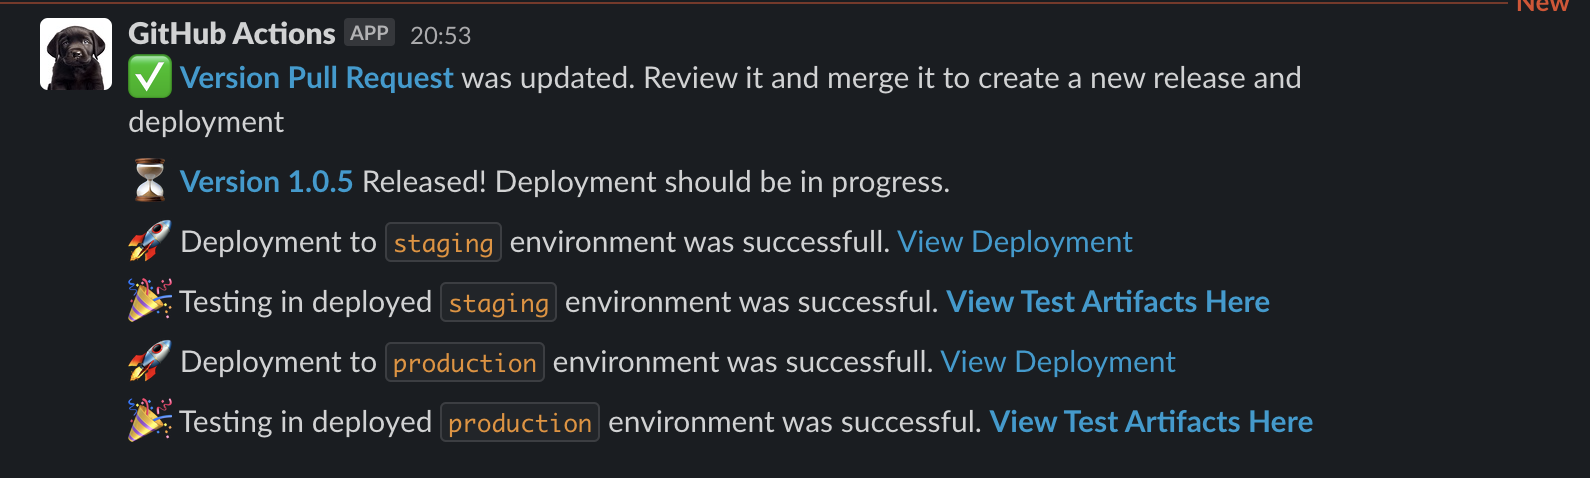 New
GitHub Actions APP 20:53
✅ Version Pull Request was updated. Review it and merge it to create a new release and
deployment
⏳ Version 1.0.5 Released! Deployment should be in progress.
🚀 Deployment to staging environment was successfull. View Deployment
🎉 Testing in deployed staging environment was successful. View Test Artifacts Here
🚀 Deployment to production environment was successfull. View Deployment
🎉 Testing in deployed production environment was successful. View Test Artifacts Here